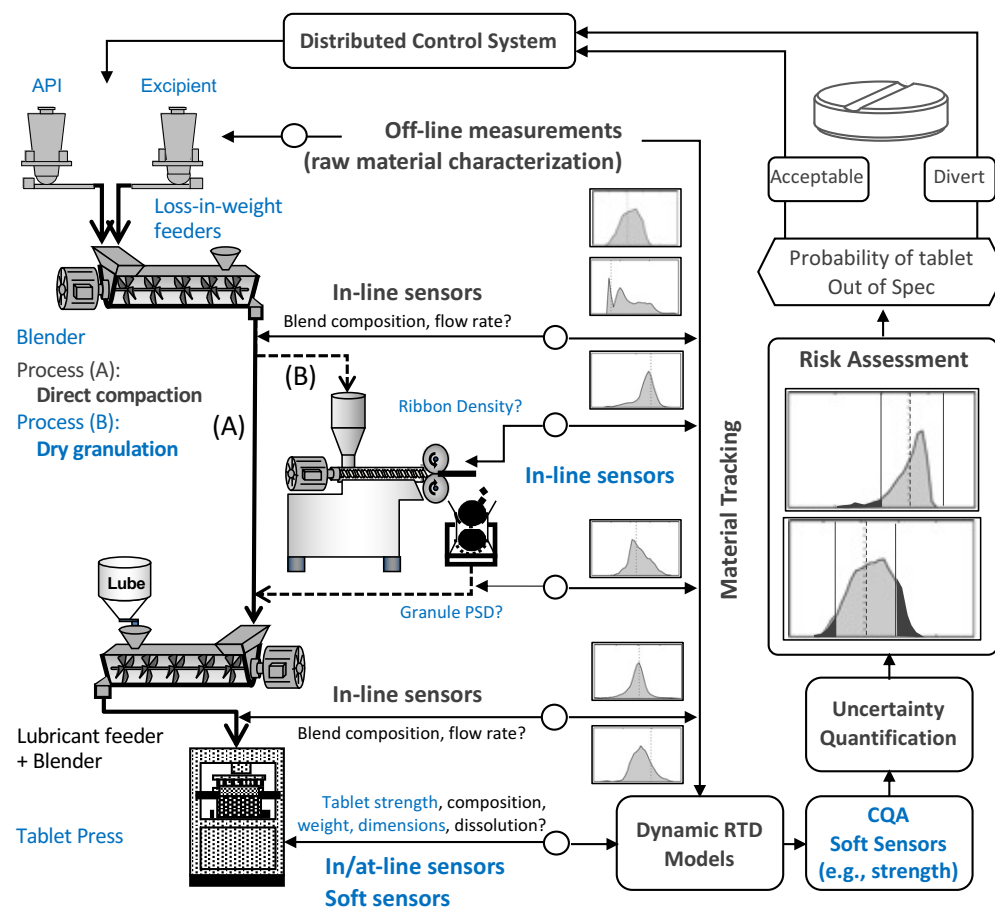 Distributed Control System
API
Excipient
Off-line measurements
(raw material characterization)
Acceptable
Divert
Loss-in-weight
feeders
Probability of tablet
Out of Spec
In-line sensors
Blend composition, flow rate?
Blender
Process (A):
Direct compaction
Process (B):
Dry granulation
(A)
(B)
Risk Assessment
Ribbon Density?
In-line sensors
Material Tracking
Granule PSD?
Lube
In-line sensors
Blend composition, flow rate?
Lubricant feeder
+ Blender
Uncertainty
Quantification
Tablet Press
Tablet strength, composition,
weight, dimensions, dissolution?
In/at-line sensors
Soft sensors
Dynamic RTD
Models
CQA
Soft Sensors
(e.g., strength)